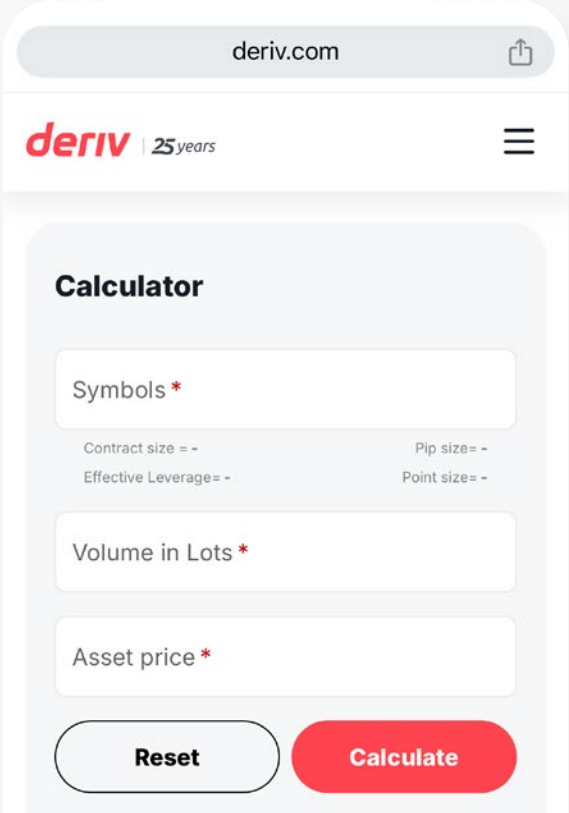 deriv.com
deriv | 25 years
Calculator
Symbols *
Contract size = - Pip size= -
Effective Leverage= - Point size= -
Volume in Lots *
Asset price *
Reset Calculate